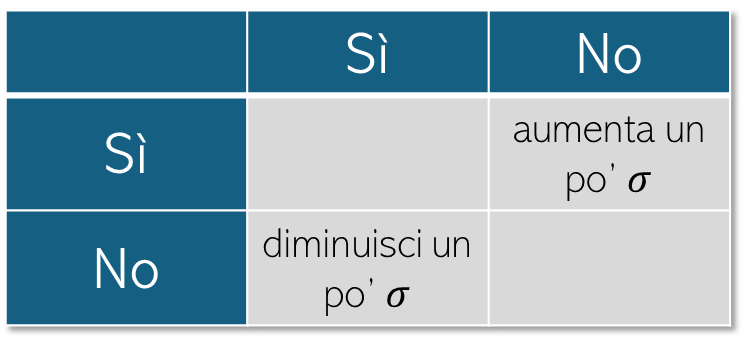 Sì No
Sì
aumenta un
po’ σ
No
diminuisci un
po’ σ